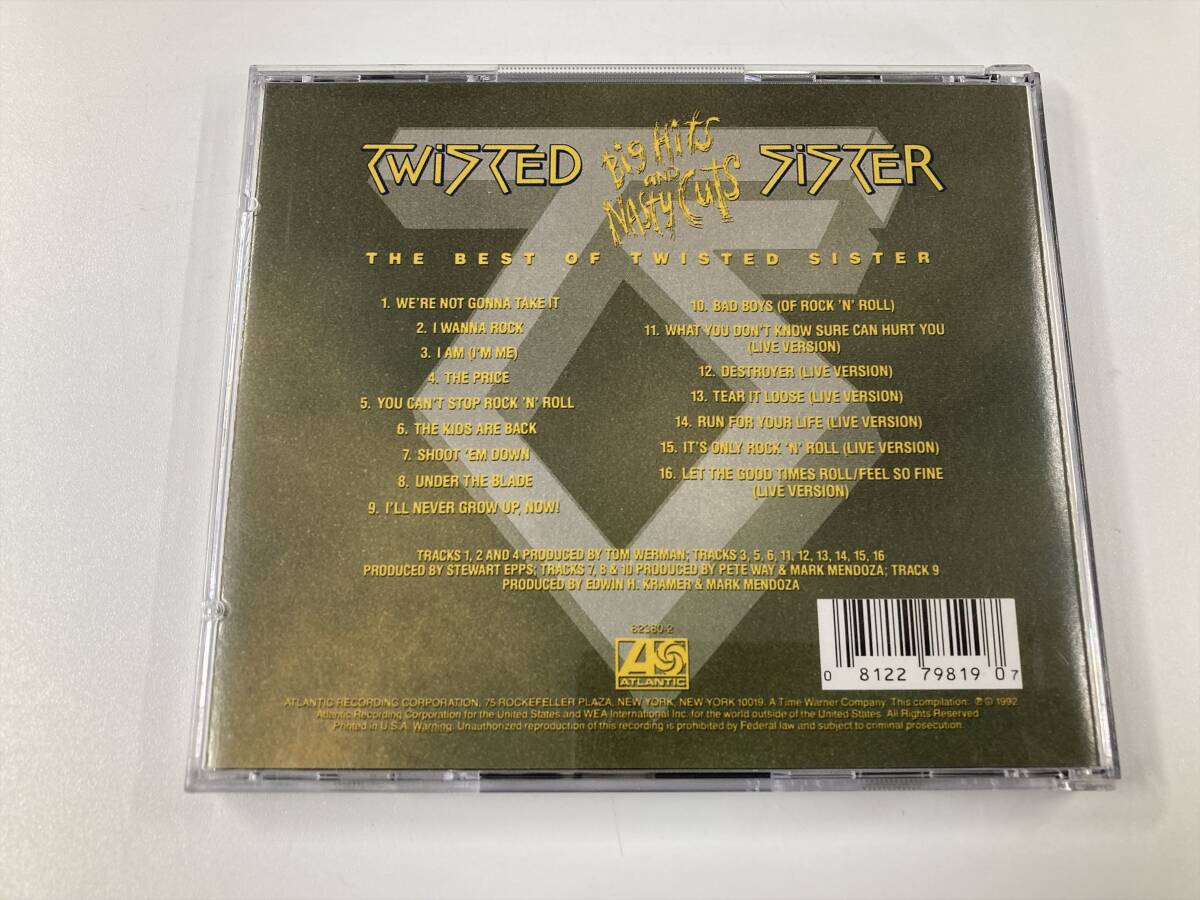 TWiSTED Big Hits and Nasty Cuts SiSTER
THE BEST OF TWISTED SISTER
1. WE'RE NOT GONNA TAKE IT
2. I WANNA ROCK
3. I AM (I'M ME)
4. THE PRICE
5. YOU CAN'T STOP ROCK 'N' ROLL
6. THE KIDS ARE BACK
7. SHOOT 'EM DOWN
8. UNDER THE BLADE
9. I'LL NEVER GROW UP, NOW!
10. BAD BOYS (OF ROCK 'N' ROLL)
11. WHAT YOU DON'T KNOW SURE CAN HURT YOU
(LIVE VERSION)
12. DESTROYER (LIVE VERSION)
13. TEAR IT LOOSE (LIVE VERSION)
14. RUN FOR YOUR LIFE (LIVE VERSION)
15. IT'S ONLY ROCK 'N' ROLL (LIVE VERSION)
16. LET THE GOOD TIMES ROLL/FEEL SO FINE
(LIVE VERSION)
TRACKS 1, 2 AND 4 PRODUCED BY TOM WERMAN; TRACKS 3, 5, 6, 11, 12, 13, 14, 15, 16
PRODUCED BY STEWART EPPS; TRACKS 7, 8 & 10 PRODUCED BY PETE WAY & MARK MENDOZA; TRACK 9
PRODUCED BY EDWIN H. KRAMER & MARK MENDOZA
82380-2
ATLANTIC
0 81227 98190 7
ATLANTIC RECORDING CORPORATION, 75 ROCKEFELLER PLAZA, NEW YORK, NEW YORK 10019. A Time Warner Company. This compilation: ℗ © 1992
Atlantic Recording Corporation for the United States and WEA International Inc. for the world outside of the United States. All Rights Reserved.
Printed in U.S.A. Warning: Unauthorized reproduction of this recording is prohibited by Federal law and subject to criminal prosecution.